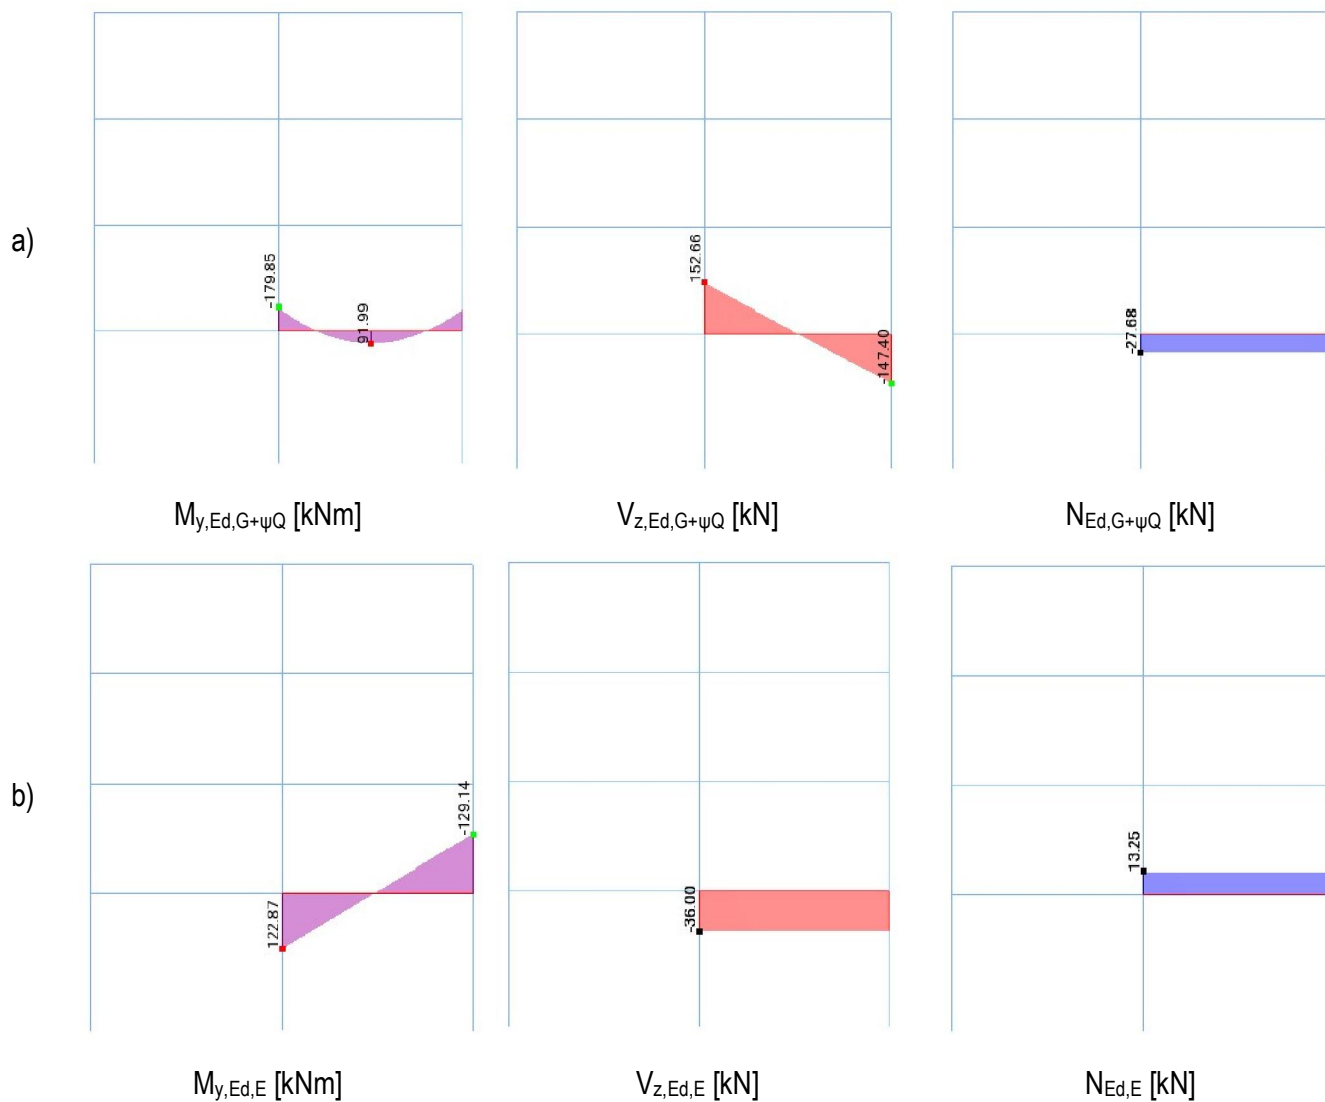 a)
-179.85
91.99
152.66
-147.40
-27.68
My,Ed,G+ψQ [kNm]
Vz,Ed,G+ψQ [kN]
NEd,G+ψQ [kN]
b)
122.87
-129.14
-36.00
13.25
My,Ed,E [kNm]
Vz,Ed,E [kN]
NEd,E [kN]